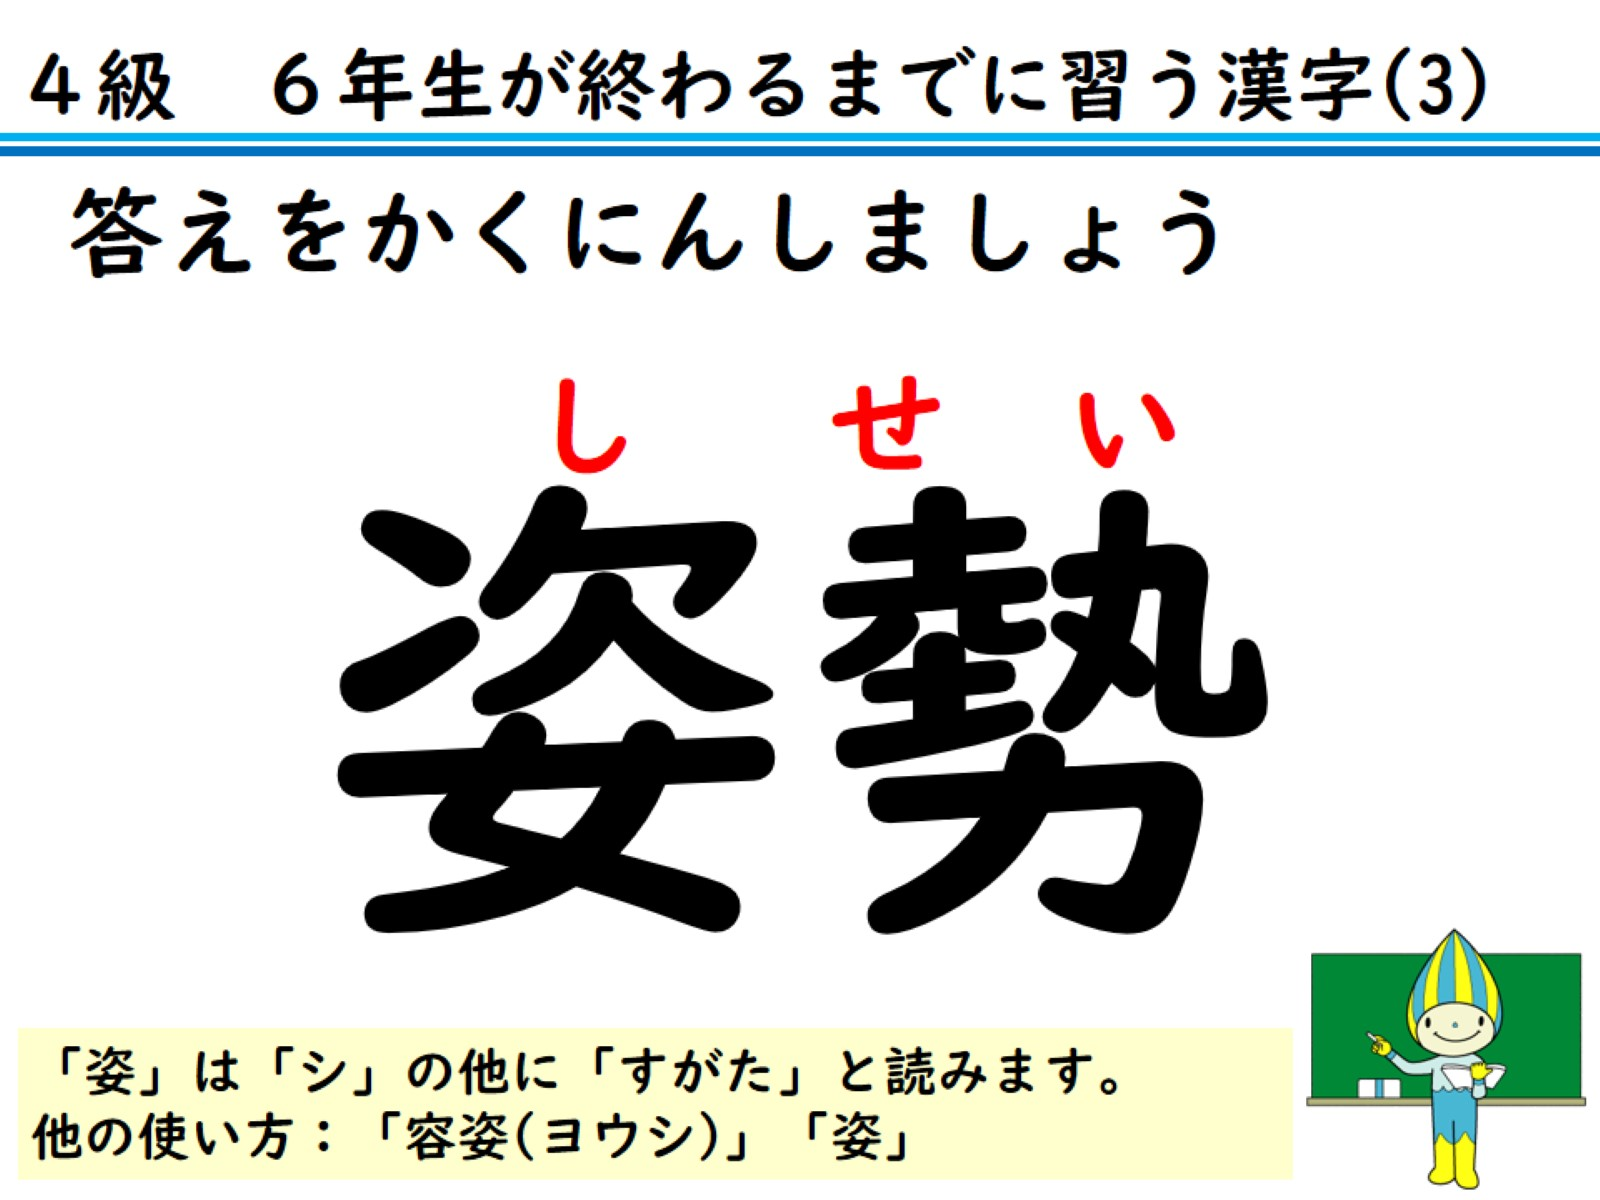 ４級　６年生が終わるまでに習う漢字(3)
答えをかくにんしましょう
しせい
姿勢
「姿」は「シ」の他に「すがた」と読みます。
他の使い方：「容姿(ヨウシ)」「姿」